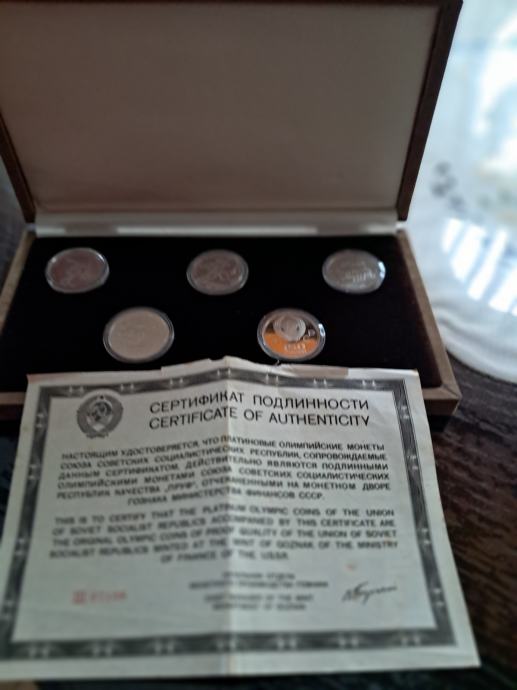 СЕРТИФИКАТ ПОДЛИННОСТИ
CERTIFICATE OF AUTHENTICITY
НАСТОЯЩИМ УДОСТОВЕРЯЕТСЯ, ЧТО ПЛАТИНОВЫЕ ОЛИМПИЙСКИЕ МОНЕТЫ
СОЮЗА СОВЕТСКИХ СОЦИАЛИСТИЧЕСКИХ РЕСПУБЛИК, СОПРОВОЖДАЕМЫЕ
ДАННЫМ СЕРТИФИКАТОМ, ДЕЙСТВИТЕЛЬНО ЯВЛЯЮТСЯ ПОДЛИННЫМИ
ОЛИМПИЙСКИМИ МОНЕТАМИ СОЮЗА СОВЕТСКИХ СОЦИАЛИСТИЧЕСКИХ
РЕСПУБЛИК КАЧЕСТВА „ПРУФ", ОТЧЕКАНЕННЫМИ НА МОНЕТНОМ ДВОРЕ
ГОЗНАКА МИНИСТЕРСТВА ФИНАНСОВ СССР.
THIS IS TO CERTIFY THAT THE PLATINUM OLYMPIC COINS OF THE UNION
OF SOVIET SOCIALIST REPUBLICS ACCOMPANIED BY THIS CERTIFICATE ARE
THE ORIGINAL OLYMPIC COINS OF PROOF QUALITY OF THE UNION OF SOVIET
SOCIALIST REPUBLICS MINTED AT THE MINT OF GOZNAK OF THE MINISTRY
OF FINANCE OF THE USSR.